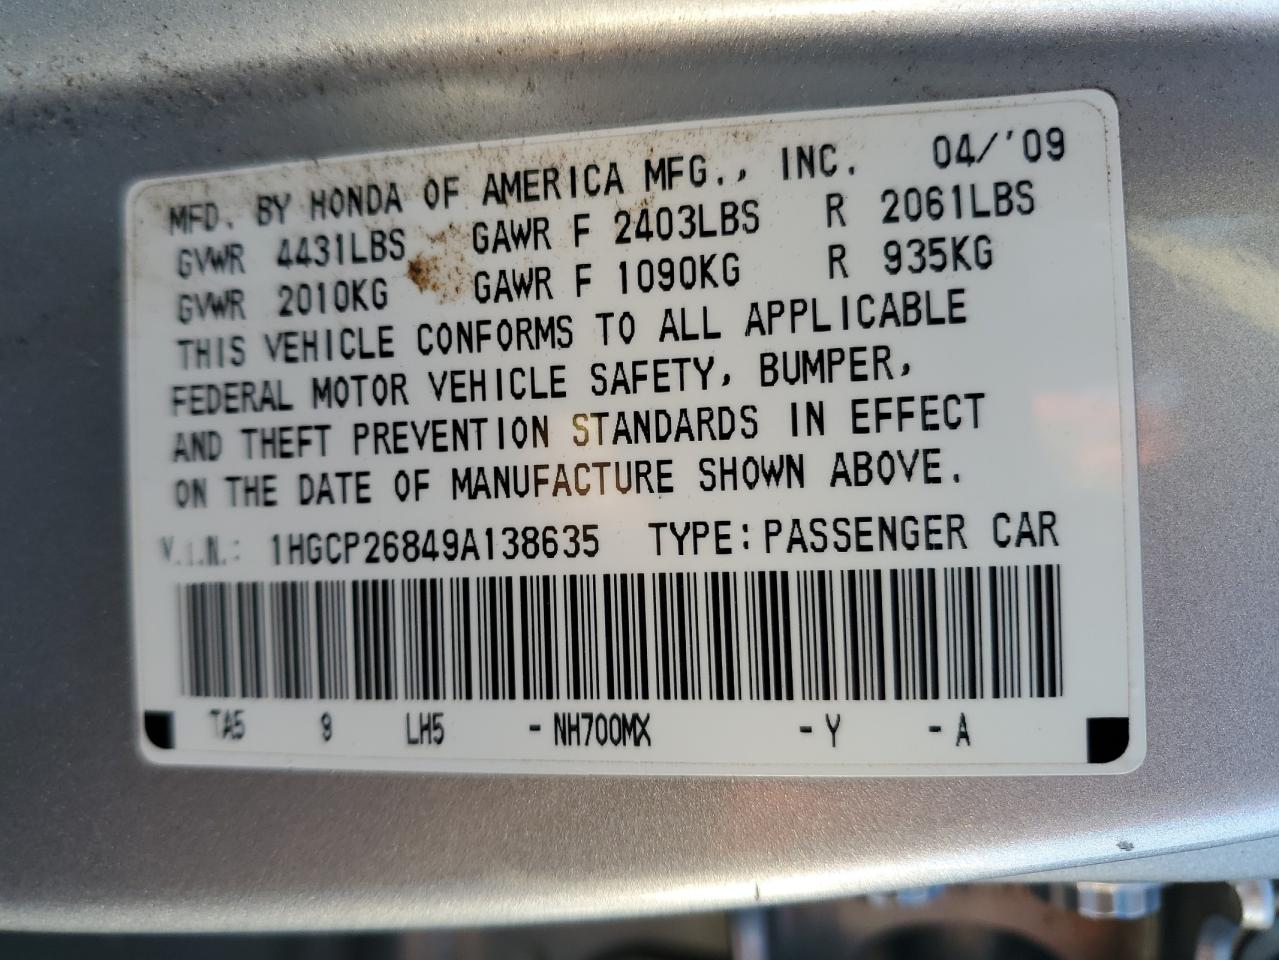 MFD. BY HONDA OF AMERICA MFG., INC. 04/'09
GVWR 4431LBS GAWR F 2403LBS R 2061LBS
GVWR 2010KG GAWR F 1090KG R 935KG
THIS VEHICLE CONFORMS TO ALL APPLICABLE
FEDERAL MOTOR VEHICLE SAFETY, BUMPER,
AND THEFT PREVENTION STANDARDS IN EFFECT
ON THE DATE OF MANUFACTURE SHOWN ABOVE.
V.I.N.: 1HGCP26849A138635 TYPE: PASSENGER CAR
TA5 9 LH5 - NH700MX - Y - A